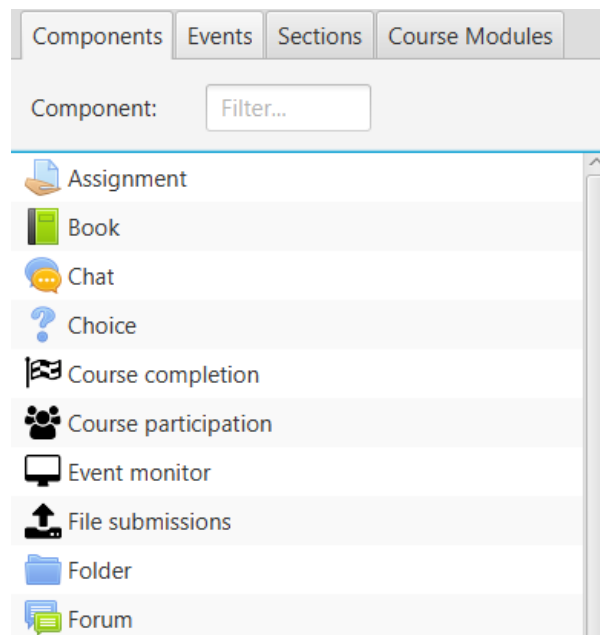 Components Events Sections Course Modules
Component: Filter...
Assignment
Book
Chat
Choice
Course completion
Course participation
Event monitor
File submissions
Folder
Forum